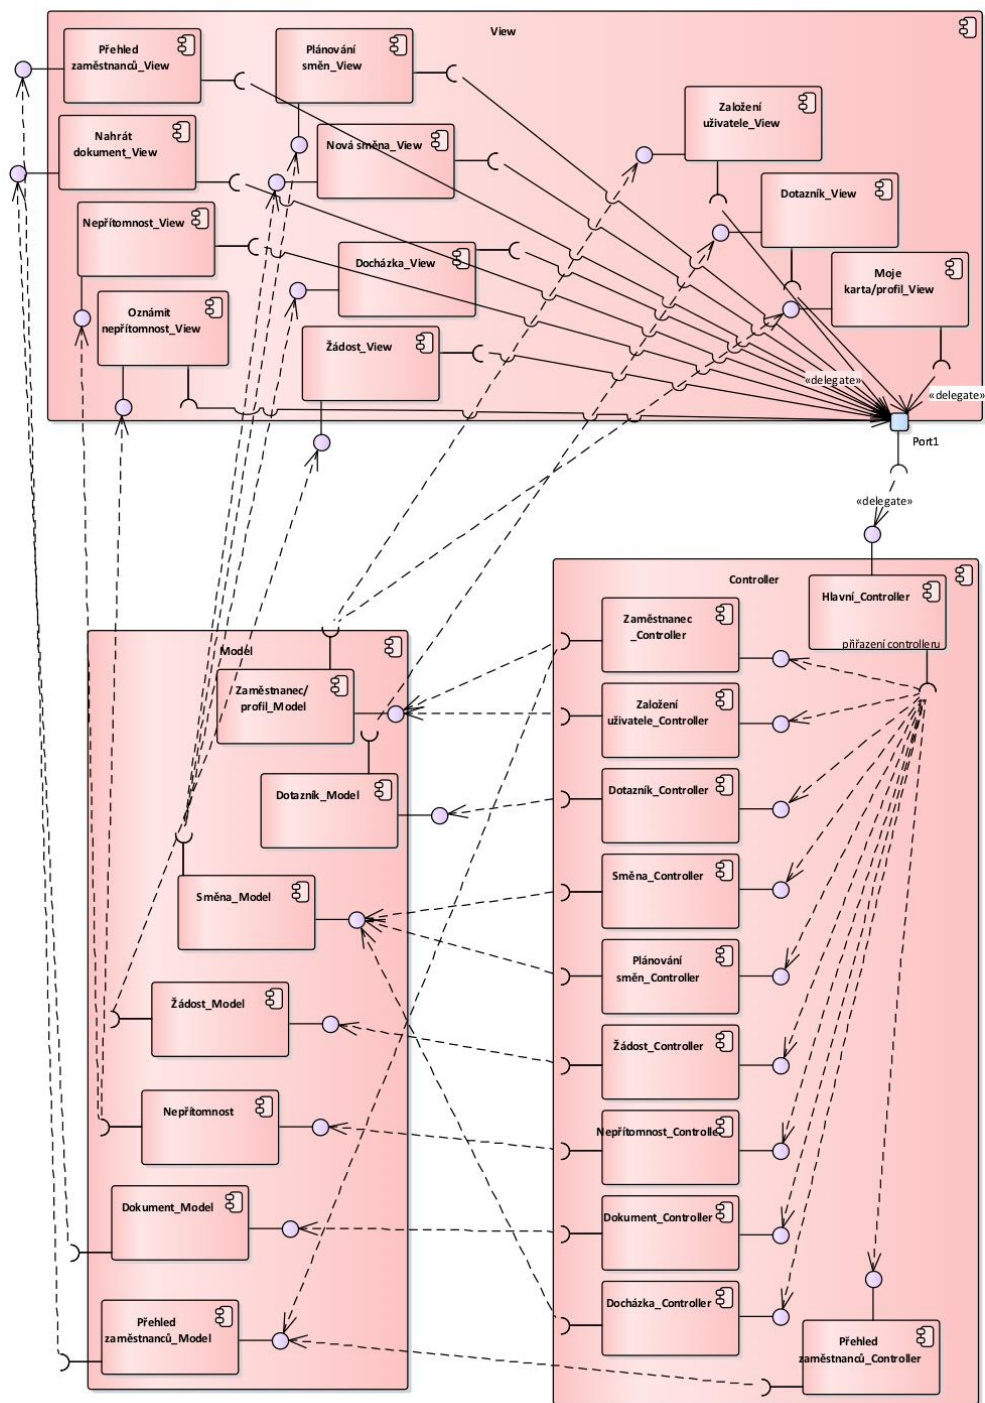 View
Přehled
zaměstnanců_View
Plánování
směn_View
Založení
uživatele_View
Nahrát
dokument_View
Nová směna_View
Dotazník_View
Nepřítomnost_View
Docházka_View
Moje
karta/profil_View
Oznámit
nepřítomnost_View
Žádost_View
«delegate»
«delegate»
Port1
«delegate»
Controller
Hlavní_Controller
přiřazení controlleru
Zaměstnanec
_Controller
Založení
uživatele_Controller
Dotazník_Controller
Směna_Controller
Plánování
směn_Controller
Žádost_Controller
Nepřítomnost_Controller
Dokument_Controller
Docházka_Controller
Přehled
zaměstnanců_Controller
Model
Zaměstnanec/
profil_Model
Dotazník_Model
Směna_Model
Žádost_Model
Nepřítomnost
Dokument_Model
Přehled
zaměstnanců_Model